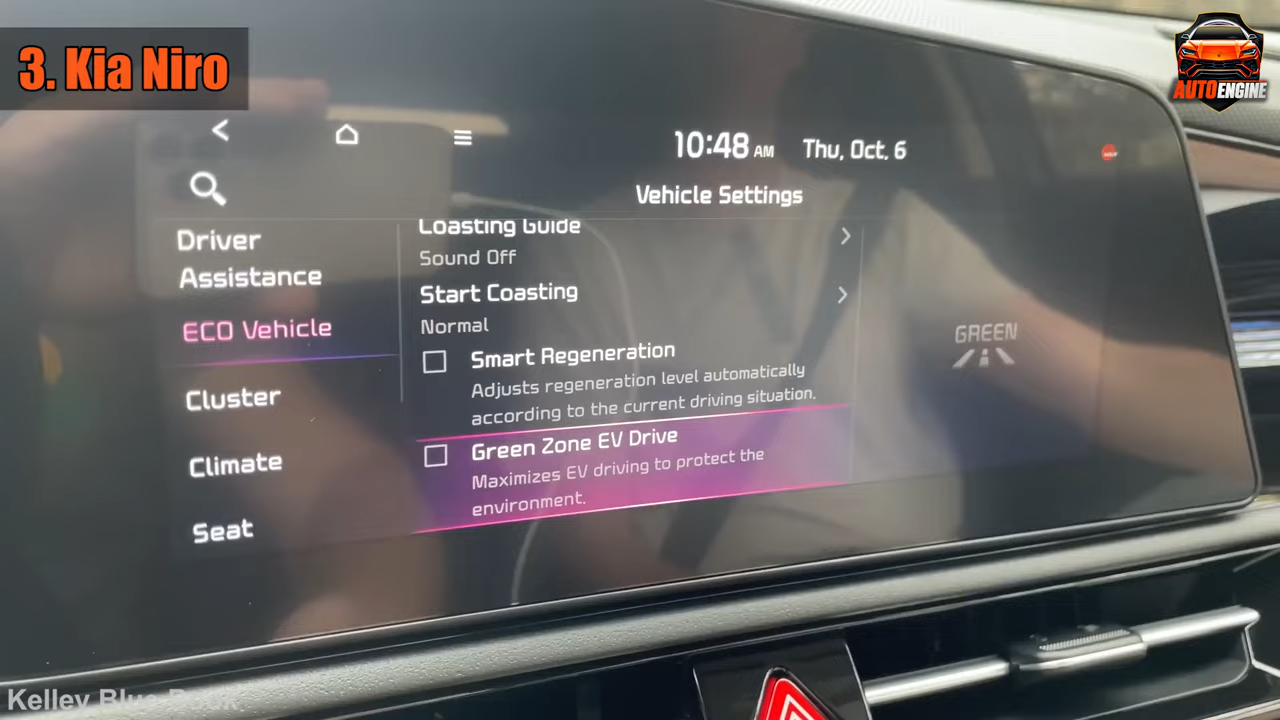 3. Kia Niro
AUTOENGINE
10:48 AM Thu, Oct. 6
Vehicle Settings
Driver
Assistance
ECO Vehicle
Cluster
Climate
Seat
Coasting Guide
Sound Off
Start Coasting
Normal
Smart Regeneration
Adjusts regeneration level automatically
according to the current driving situation.
Green Zone EV Drive
Maximizes EV driving to protect the
environment.
GREEN
Kelley Blue Book